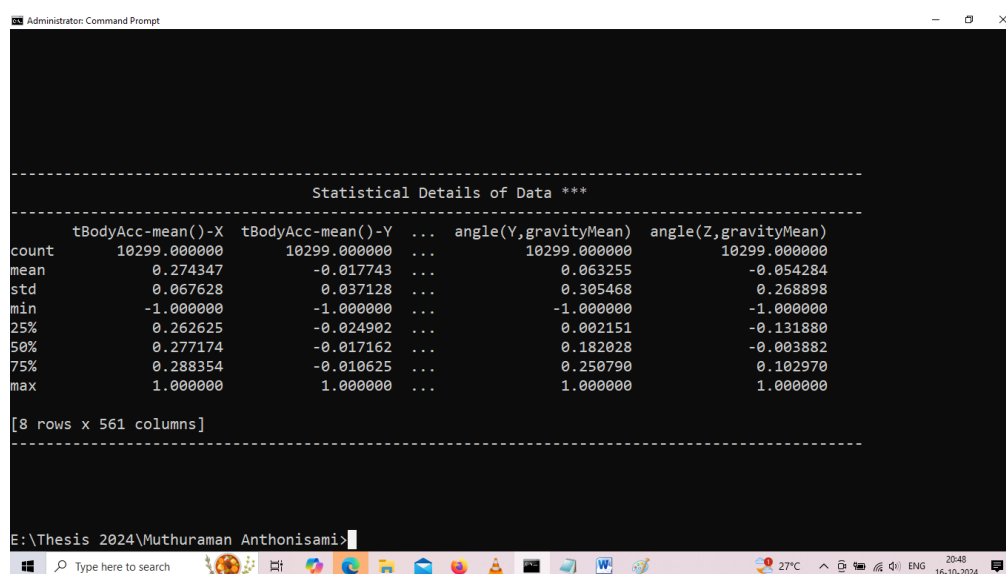 Administrator: Command Prompt
--------------------------------------------------------------------------------------------
Statistical Details of Data ***
--------------------------------------------------------------------------------------------
tBodyAcc-mean()-X tBodyAcc-mean()-Y ... angle(Y,gravityMean) angle(Z,gravityMean)
count 10299.000000 10299.000000 ... 10299.000000 10299.000000
mean 0.274347 -0.017743 ... 0.063255 -0.054284
std 0.067628 0.037128 ... 0.305468 0.268898
min -1.000000 -1.000000 ... -1.000000 -1.000000
25% 0.262625 -0.024902 ... 0.002151 -0.131880
50% 0.277174 -0.017162 ... 0.182028 -0.003882
75% 0.288354 -0.010625 ... 0.250790 0.102970
max 1.000000 1.000000 ... 1.000000 1.000000
[8 rows x 561 columns]
--------------------------------------------------------------------------------------------
E:\Thesis 2024\Muthuraman Anthonisami>
Type here to search 27°C ENG 20:48
16-10-2024